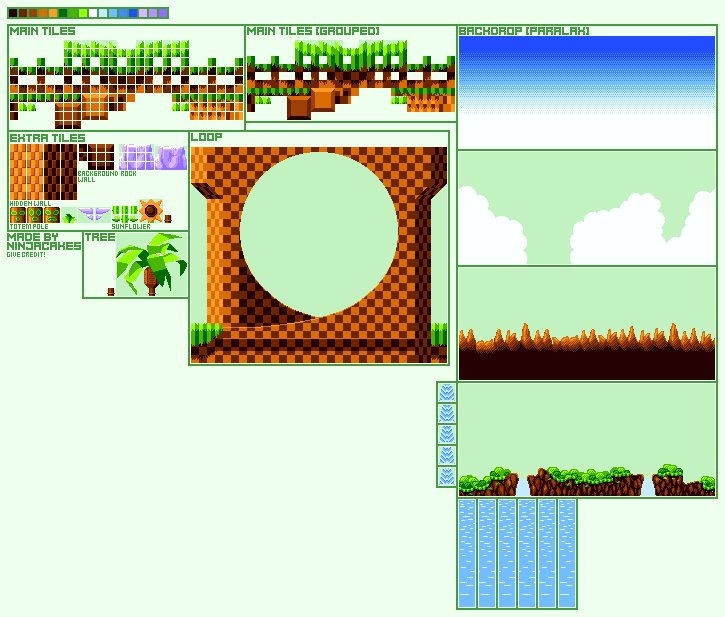 MAIN TILES
MAIN TILES (GROUPED)
BACKDROP (PARALAX)
EXTRA TILES
LOOP
BACKGROUND ROCK
WALL
HIDDEN WALL
TOTEM POLE
SUNFLOWER
MADE BY
NINJACAKES
GIVE CREDIT!
TREE